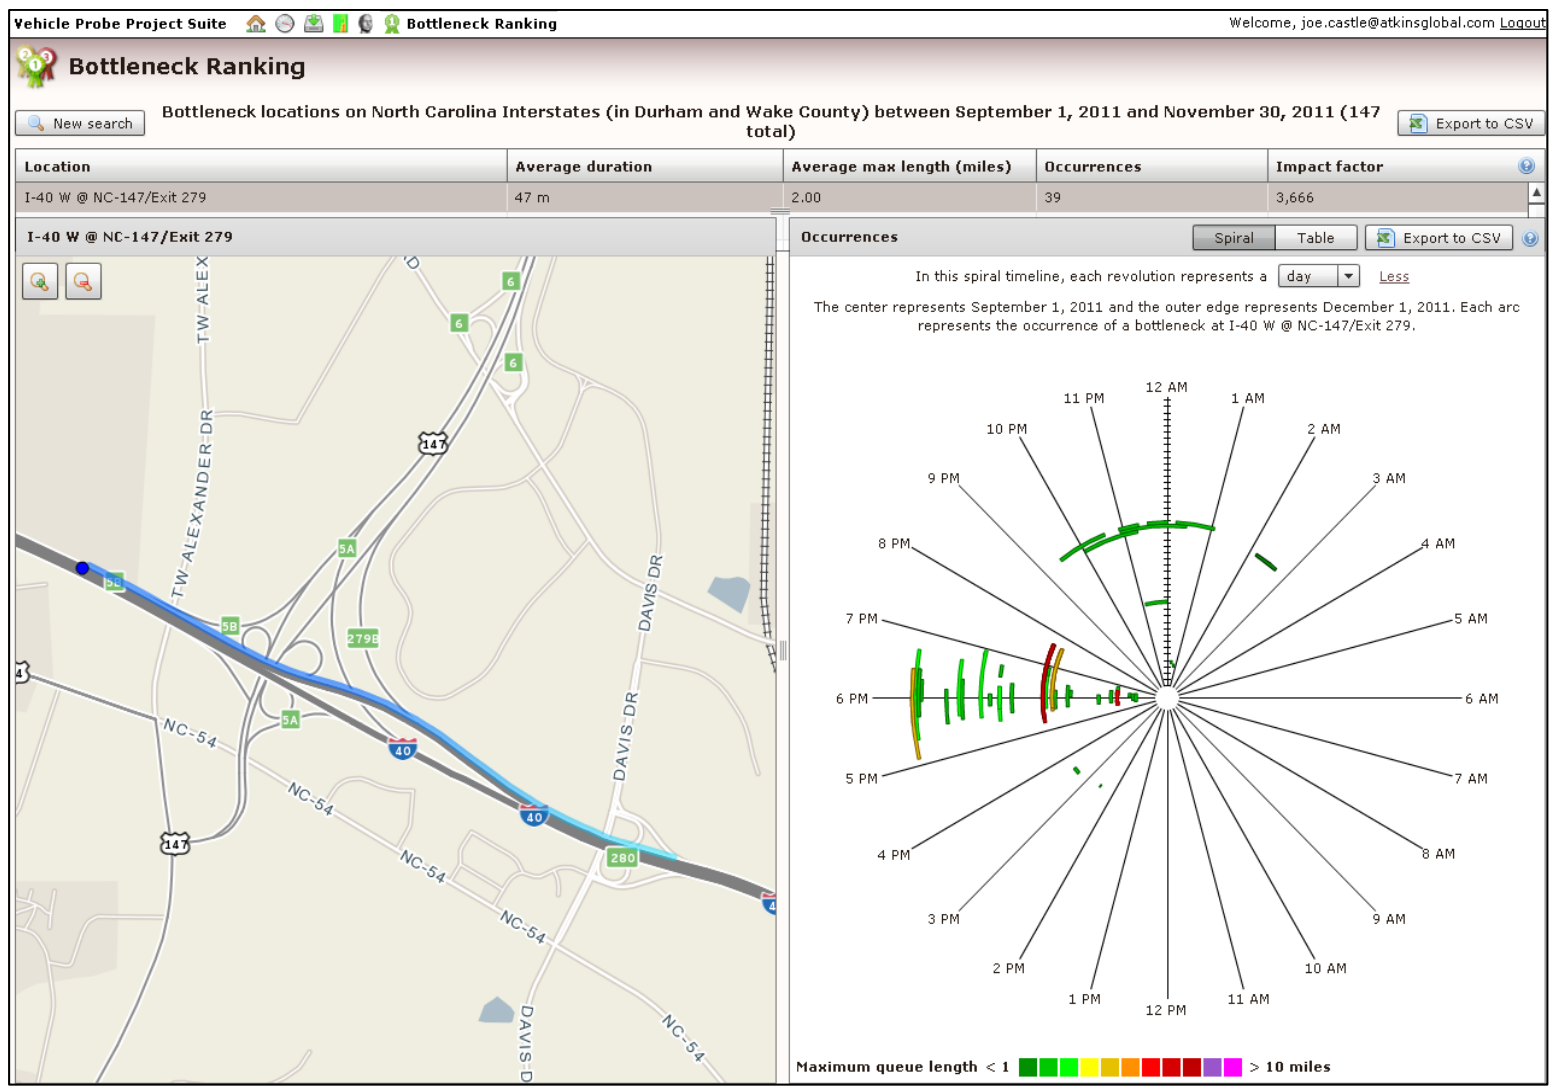 Vehicle Probe Project Suite Bottleneck Ranking Welcome, joe.castle@atkinsglobal.com Logout
Bottleneck Ranking
New search
Bottleneck locations on North Carolina Interstates (in Durham and Wake County) between September 1, 2011 and November 30, 2011 (147
total)
Export to CSV
Location Average duration Average max length (miles) Occurrences Impact factor
I-40 W @ NC-147/Exit 279 47 m 2.00 39 3,666
I-40 W @ NC-147/Exit 279
TW ALEX
RD
6
6
6
147
TW ALEXANDER DR
5A
5B
5B
279B
DAVIS DR
4
5A
NC-54
40
DAVIS DR
NC-54
40
147
NC-54
280
4
NC-54
DAVIS D
NC-54
Occurrences
Spiral Table Export to CSV
In this spiral timeline, each revolution represents a day Less
The center represents September 1, 2011 and the outer edge represents December 1, 2011. Each arc
represents the occurrence of a bottleneck at I-40 W @ NC-147/Exit 279.
12 AM
11 PM 1 AM
10 PM 2 AM
9 PM 3 AM
8 PM 4 AM
7 PM 5 AM
6 PM 6 AM
5 PM 7 AM
4 PM 8 AM
3 PM 9 AM
2 PM 10 AM
1 PM 11 AM
12 PM
Maximum queue length < 1 > 10 miles